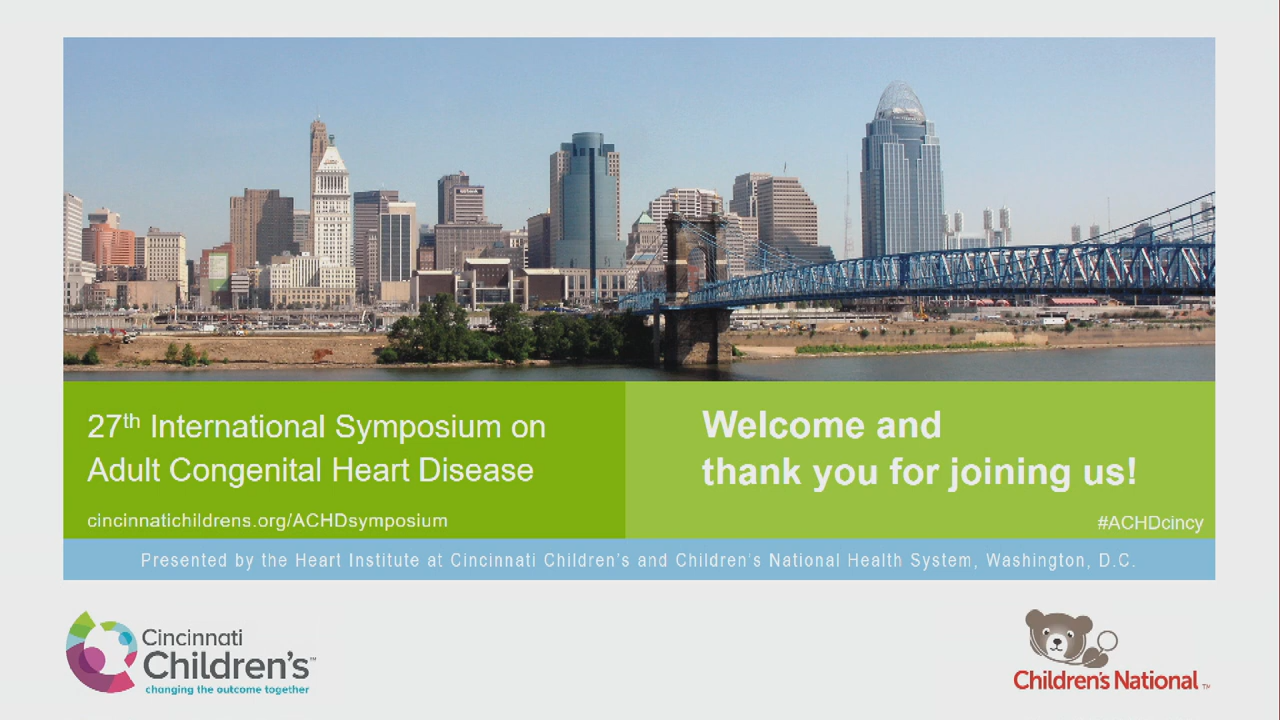 27th International Symposium on
Adult Congenital Heart Disease
cincinnatichildrens.org/ACHDsymposium
Welcome and
thank you for joining us!
#ACHDcincy
Presented by the Heart Institute at Cincinnati Children's and Children's National Health System, Washington, D.C.
Cincinnati
Children's™
changing the outcome together
Children's National™